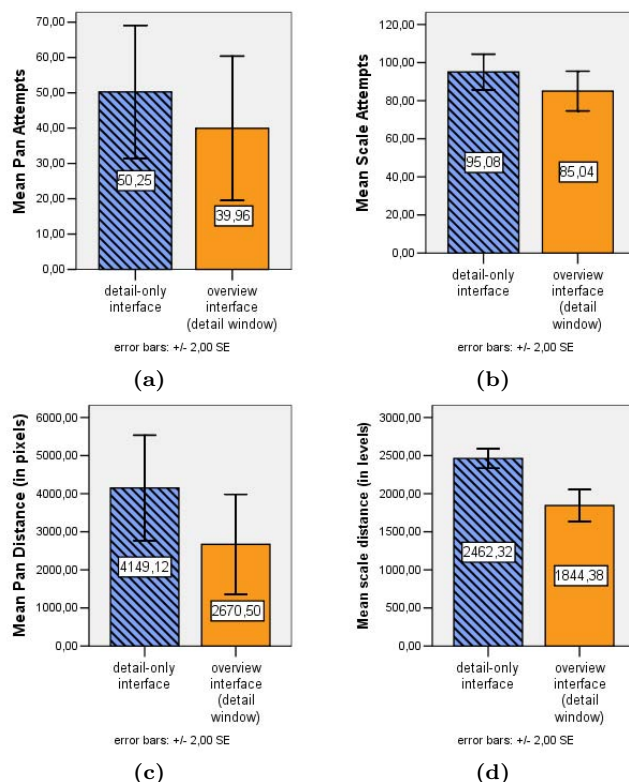 Mean Pan Attempts
70,00
60,00
50,00
40,00
30,00
20,00
10,00
0,00
50,25
39,96
detail-only
interface
overview
interface
(detail window)
error bars: +/- 2,00 SE
(a)
Mean Scale Attempts
120,00
100,00
80,00
60,00
40,00
20,00
0,00
95,08
85,04
detail-only
interface
overview
interface
(detail
window)
error bars: +/- 2,00 SE
(b)
Mean Pan Distance (in pixels)
6000,00
5000,00
4000,00
3000,00
2000,00
1000,00
0,00
4149,12
2670,50
detail-only
interface
overview
interface
(detail
window)
error bars: +/- 2,00 SE
(c)
Mean scale distance (in levels)
3000,00
2500,00
2000,00
1500,00
1000,00
500,00
0,00
2462,32
1844,38
detail-only
interface
overview
interface
(detail
window)
error bars: +/- 2,00 SE
(d)